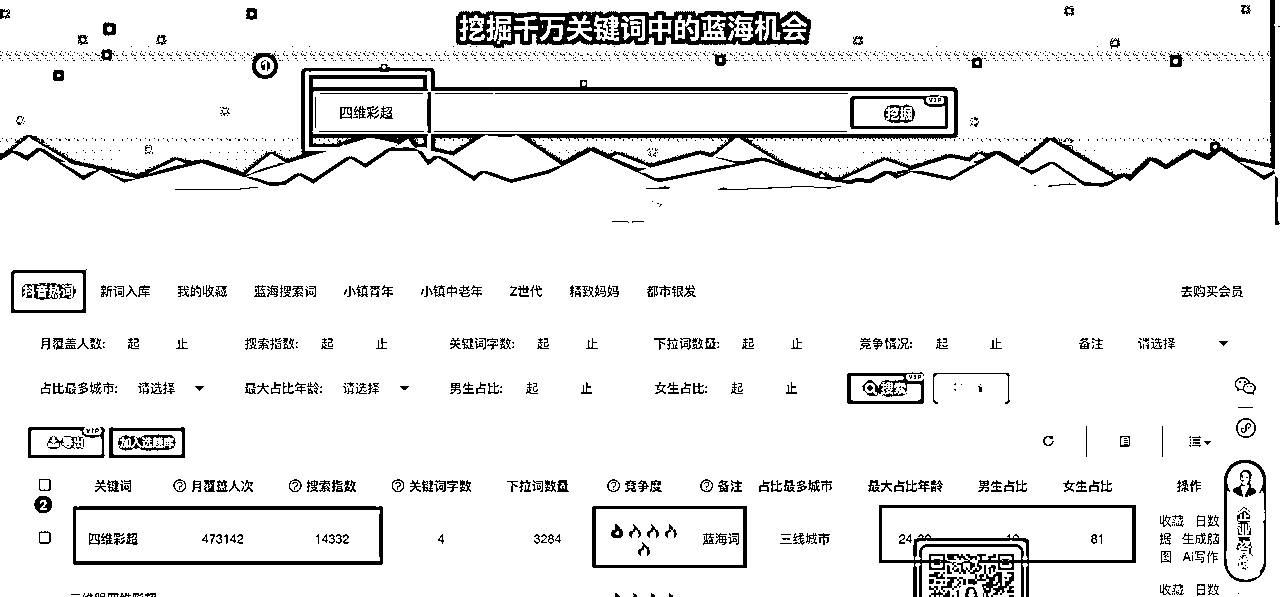 挖掘千万关键词中的蓝海机会
1
四维彩超
挖掘
VIP
抖音热词 新词入库 我的收藏 蓝海搜索词 小镇青年 小镇中老年 Z世代 精致妈妈 都市银发 去购买会员
月覆盖人数: 起 止 搜索指数: 起 止 关键词字数: 起 止 下拉词数量: 起 止 竞争情况: 起 止 备注 请选择
占比最多城市: 请选择 最大占比年龄: 请选择 男生占比: 起 止 女生占比: 起 止 搜索 VIP
导出 VIP 加入选题库
关键词 月覆盖人次 搜索指数 关键词字数 下拉词数量 竞争度 备注 占比最多城市 最大占比年龄 男生占比 女生占比 操作
2
四维彩超 473142 14332 4 3284 蓝海词 三线城市 81
收藏 日数
据 生成脑
图 Ai写作
收藏 日数